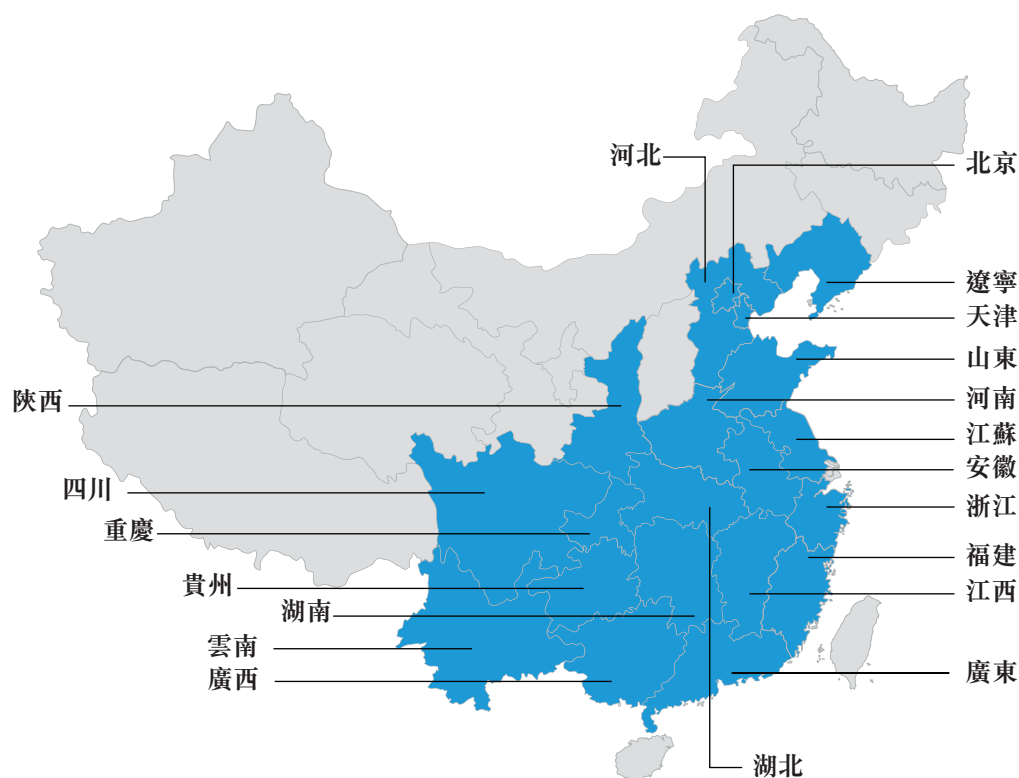 河北
北京
遼寧
天津
山東
陝西
河南
江蘇
安徽
四川
浙江
重慶
福建
貴州
江西
湖南
雲南
廣西
廣東
湖北